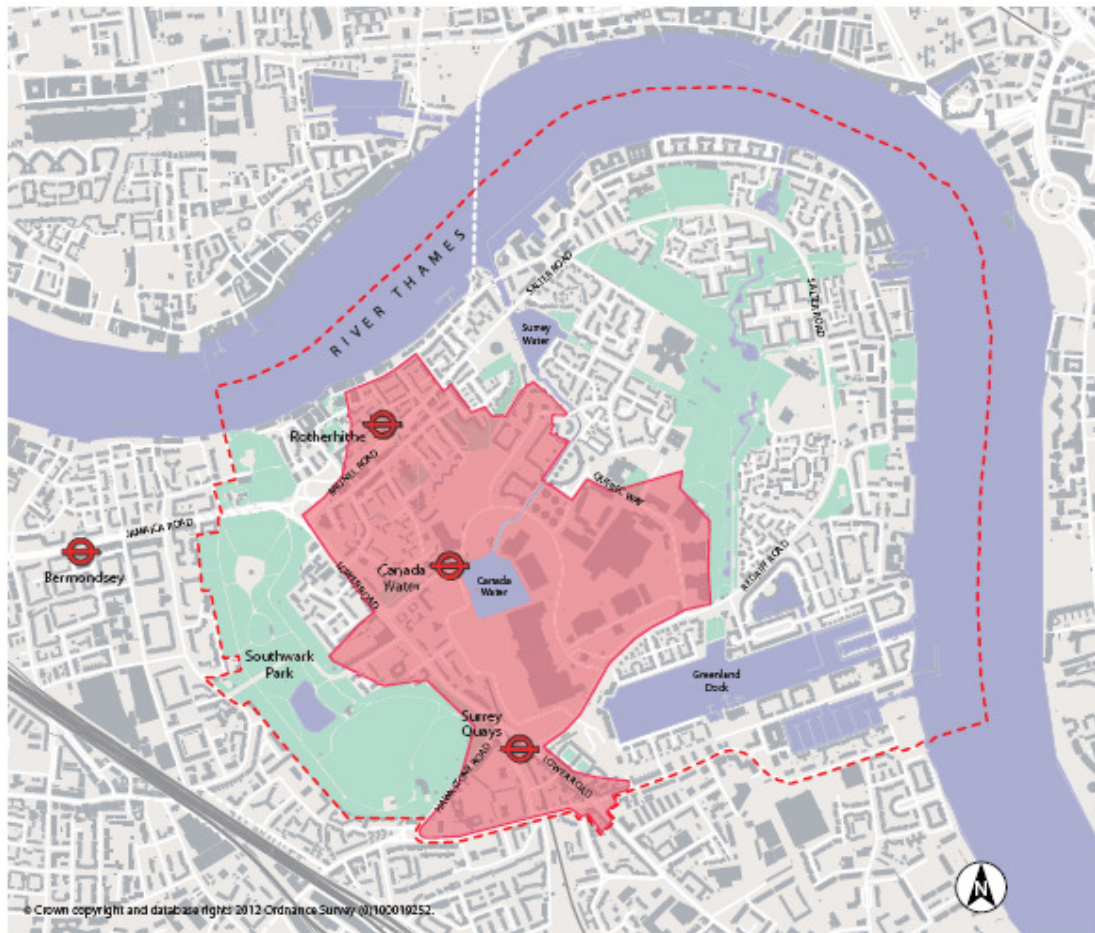 RIVER THAMES
SALTER ROAD
SALTER ROAD
Surrey
Water
Rotherhithe
BRUNEL ROAD
QUEBEC WAY
JAMAICA ROAD
Bermondsey
LOWER ROAD
Canada
Water
Canada
Water
REDRIFF ROAD
Southwark
Park
Greenland
Dock
Surrey
Quays
HAWKSTONE ROAD
LOWER ROAD
N
© Crown copyright and database rights 2012 Ordnance Survey (0)100019252.